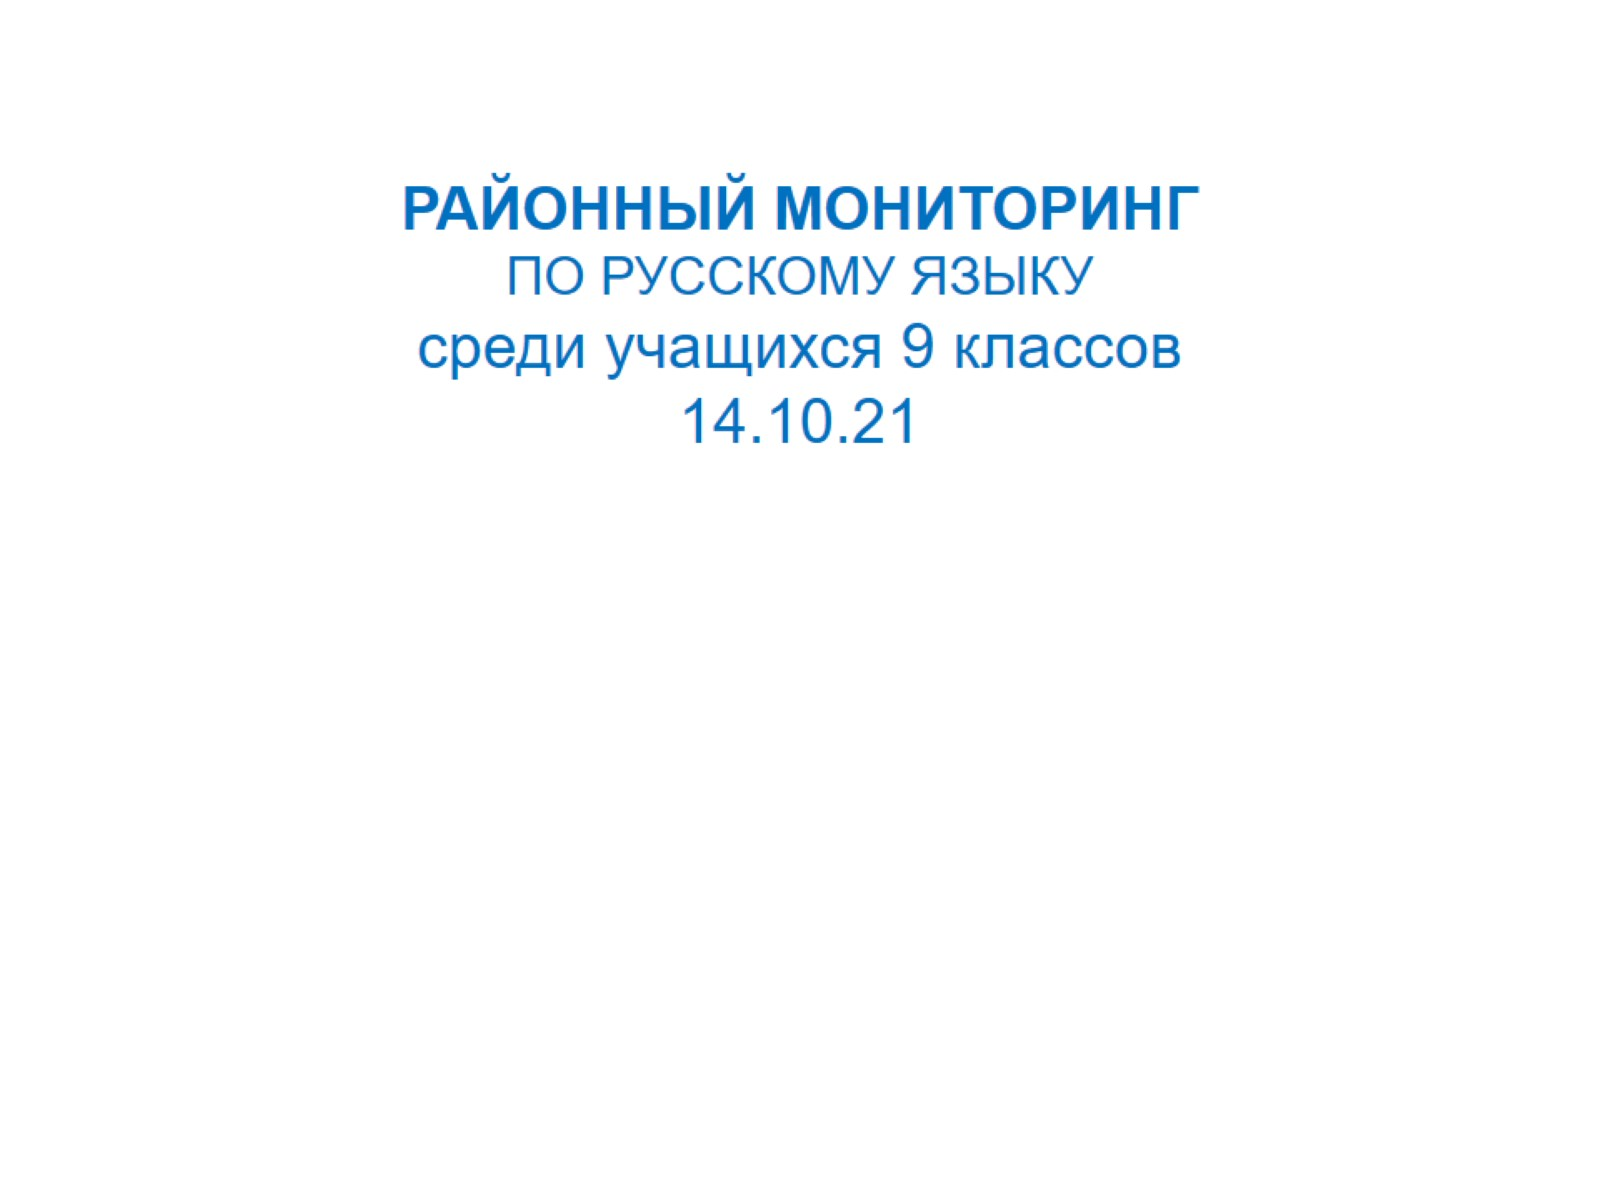 РАЙОННЫЙ МОНИТОРИНГ
ПО РУССКОМУ ЯЗЫКУ
среди учащихся 9 классов
14.10.21